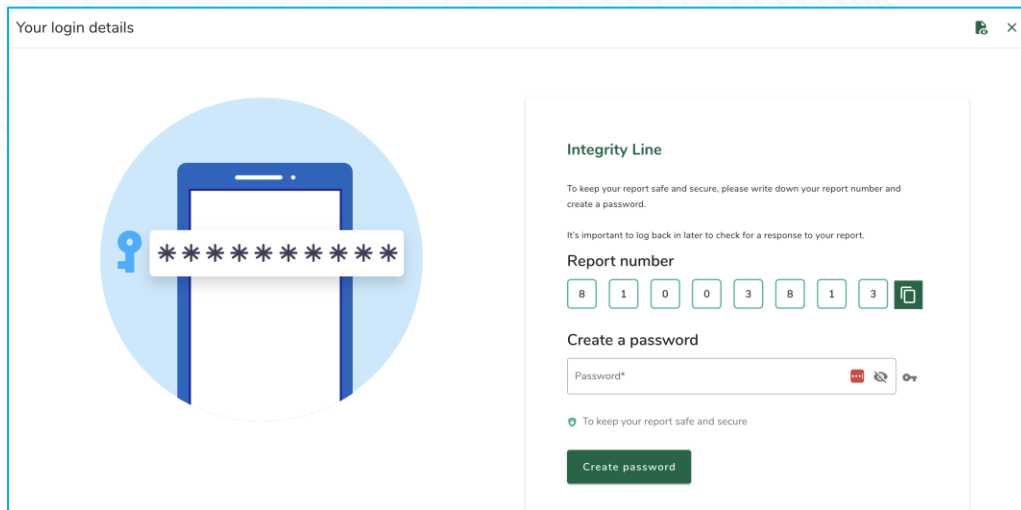 Your login details
**********
Integrity Line
To keep your report safe and secure, please write down your report number and
create a password.
It's important to log back in later to check for a response to your report.
Report number
8 1 0 0 3 8 1 3
Create a password
Password*
To keep your report safe and secure
Create password